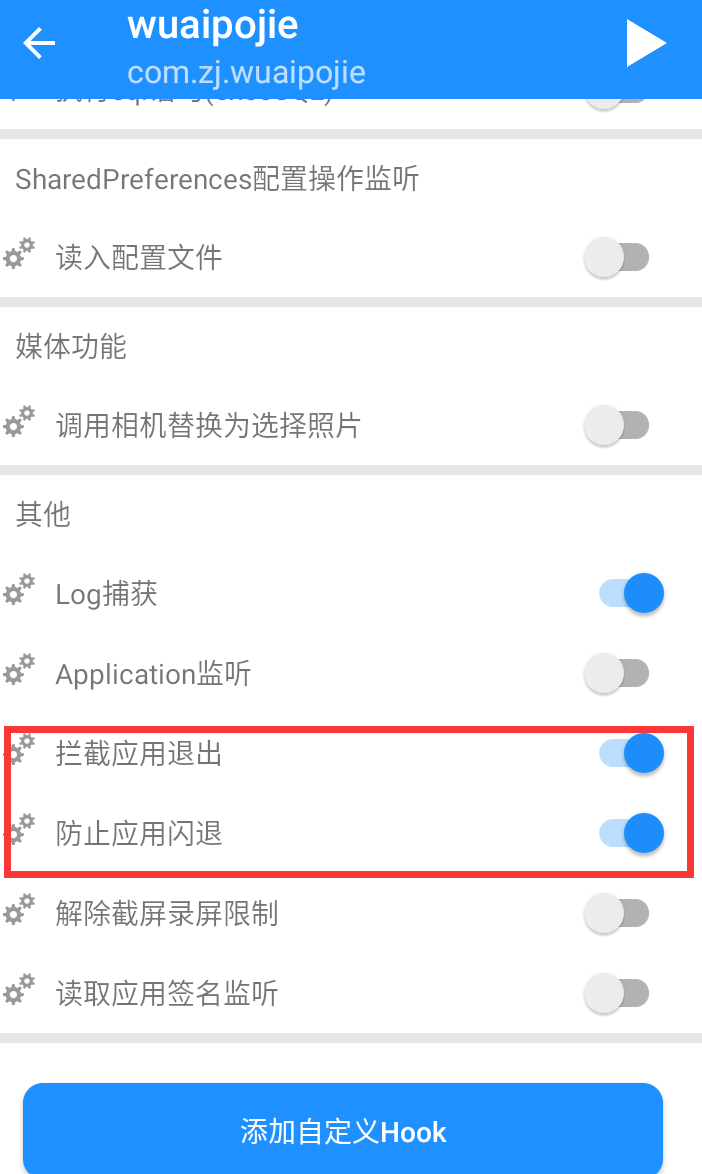 wuaipojie
com.zj.wuaipojie
SharedPreferences配置操作监听
读入配置文件
媒体功能
调用相机替换为选择照片
其他
Log捕获
Application监听
拦截应用退出
防止应用闪退
解除截屏录屏限制
读取应用签名监听
添加自定义Hook